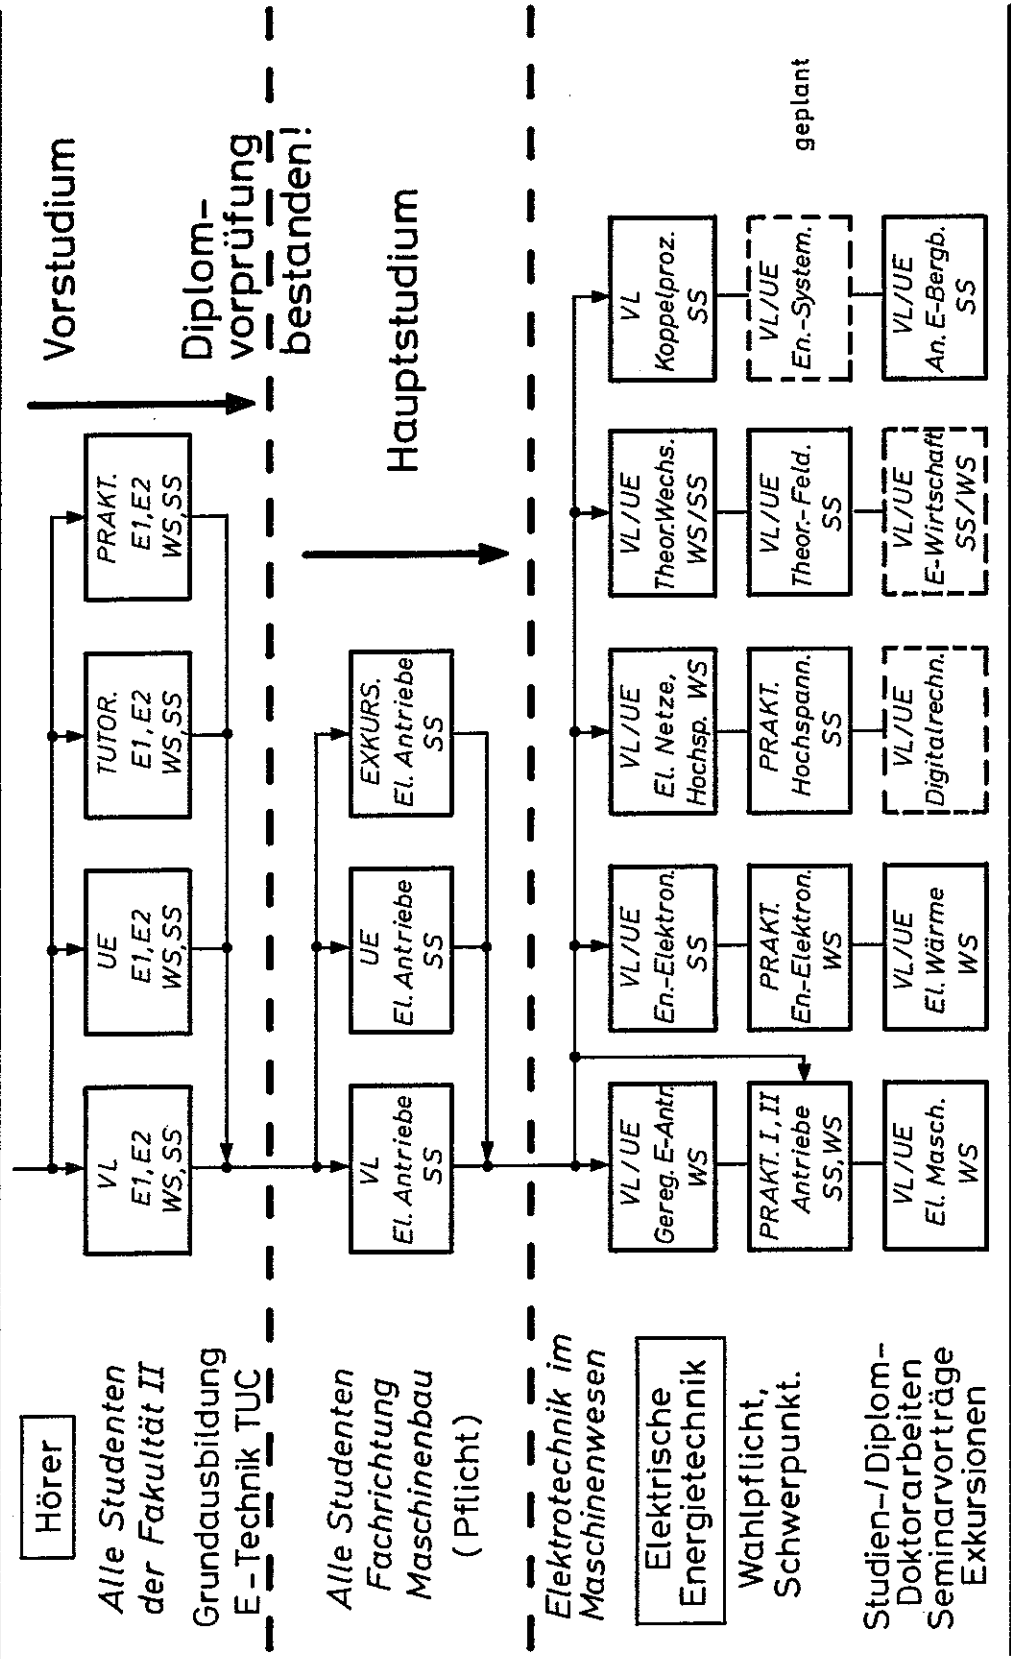 Hörer
Alle Studenten
der Fakultät II
Grundausbildung
E-Technik TUC
VL
E1,E2
WS,SS
UE
E1,E2
WS,SS
TUTOR.
E1,E2
WS,SS
PRAKT.
E1,E2
WS,SS
Vorstudium
Diplom-
vorprüfung
bestanden!
Alle Studenten
Fachrichtung
Maschinenbau
(Pflicht)
VL
El. Antriebe
SS
UE
El. Antriebe
SS
EXKURS.
El. Antriebe
SS
Hauptstudium
Elektrotechnik im
Maschinenwesen
Elektrische
Energietechnik
Wahlpflicht,
Schwerpunkt.
Studien-/Diplom-
Doktorarbeiten
Seminarvorträge
Exkursionen
VL/UE
Gereg. E-Antr.
WS
VL/UE
En.-Elektron.
SS
VL/UE
El. Netze,
Hochsp. WS
VL/UE
Theor.Wechs.
WS/SS
VL
Koppelproz.
SS
PRAKT. I, II
Antriebe
SS,WS
PRAKT.
En.-Elektron.
WS
PRAKT.
Hochspann.
SS
VL/UE
Theor.-Feld.
SS
VL/UE
En.-System.
geplant
VL/UE
El. Masch.
WS
VL/UE
El. Wärme
WS
VL/UE
Digitalrechn.
VL/UE
E-Wirtschaft
SS/WS
VL/UE
An. E-Bergb.
SS